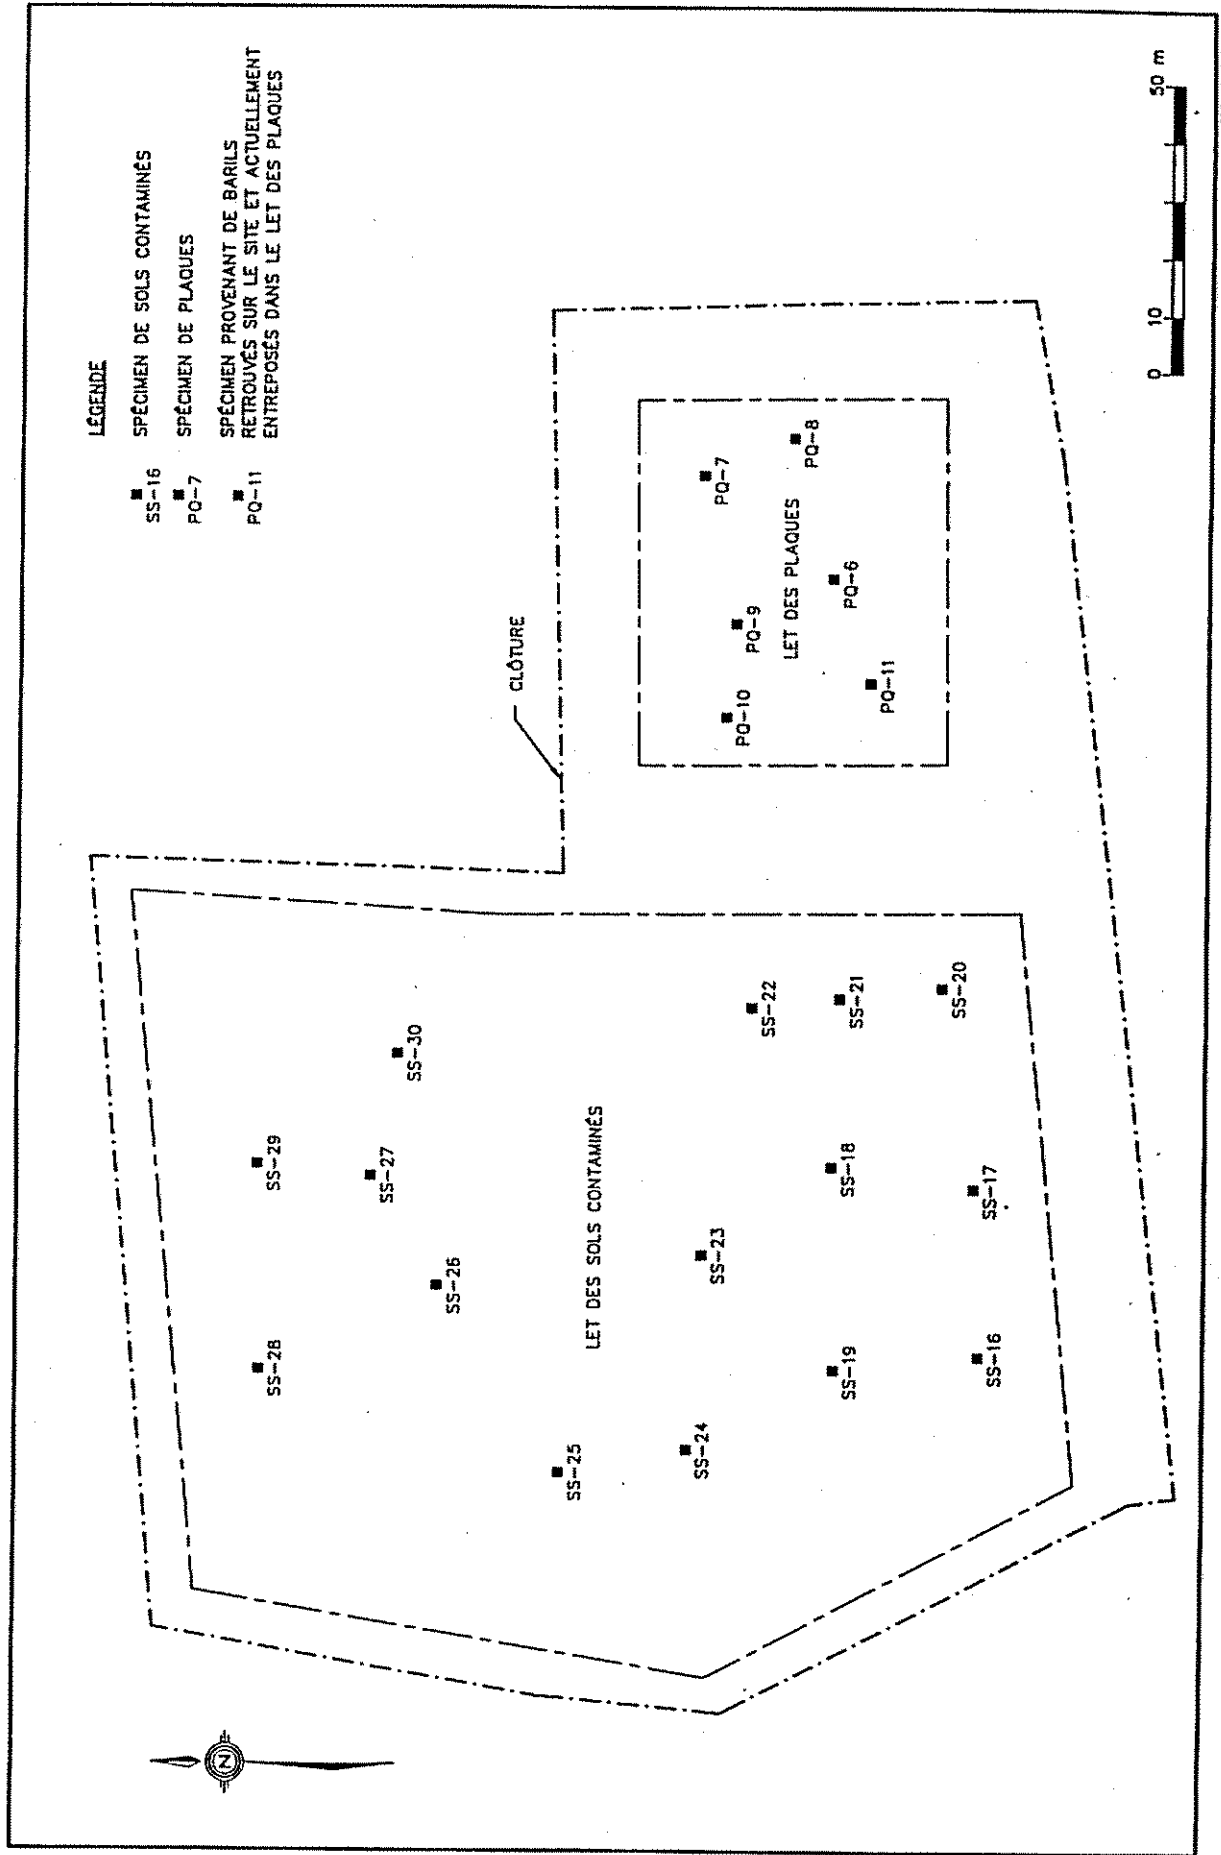 LÉGENDE
SS-16
SPÉCIMEN DE SOLS CONTAMINÉS
PQ-7
SPÉCIMEN DE PLAQUES
PQ-11
SPÉCIMEN PROVENANT DE BARILS
RETROUVÉS SUR LE SITE ET ACTUELLEMENT
ENTREPOSÉS DANS LE LET DES PLAQUES
N
SS-28
SS-29
SS-27
SS-30
SS-26
SS-25
LET DES SOLS CONTAMINÉS
SS-24
SS-23
SS-22
SS-19
SS-18
SS-21
SS-16
SS-17
SS-20
CLÔTURE
PQ-7
PQ-10
PQ-9
LET DES PLAQUES
PQ-8
PQ-6
PQ-11
0
10
50 m